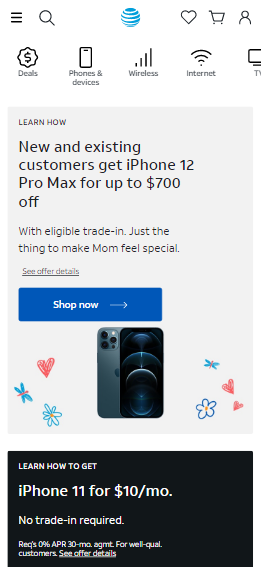 Deals
Phones &
devices
Wireless
Internet
TV
LEARN HOW
New and existing
customers get iPhone 12
Pro Max for up to $700
off
With eligible trade-in. Just the
thing to make Mom feel special.
See offer details
Shop now
LEARN HOW TO GET
iPhone 11 for $10/mo.
No trade-in required.
Req's 0% APR 30-mo. agmt. For well-qual.
customers. See offer details